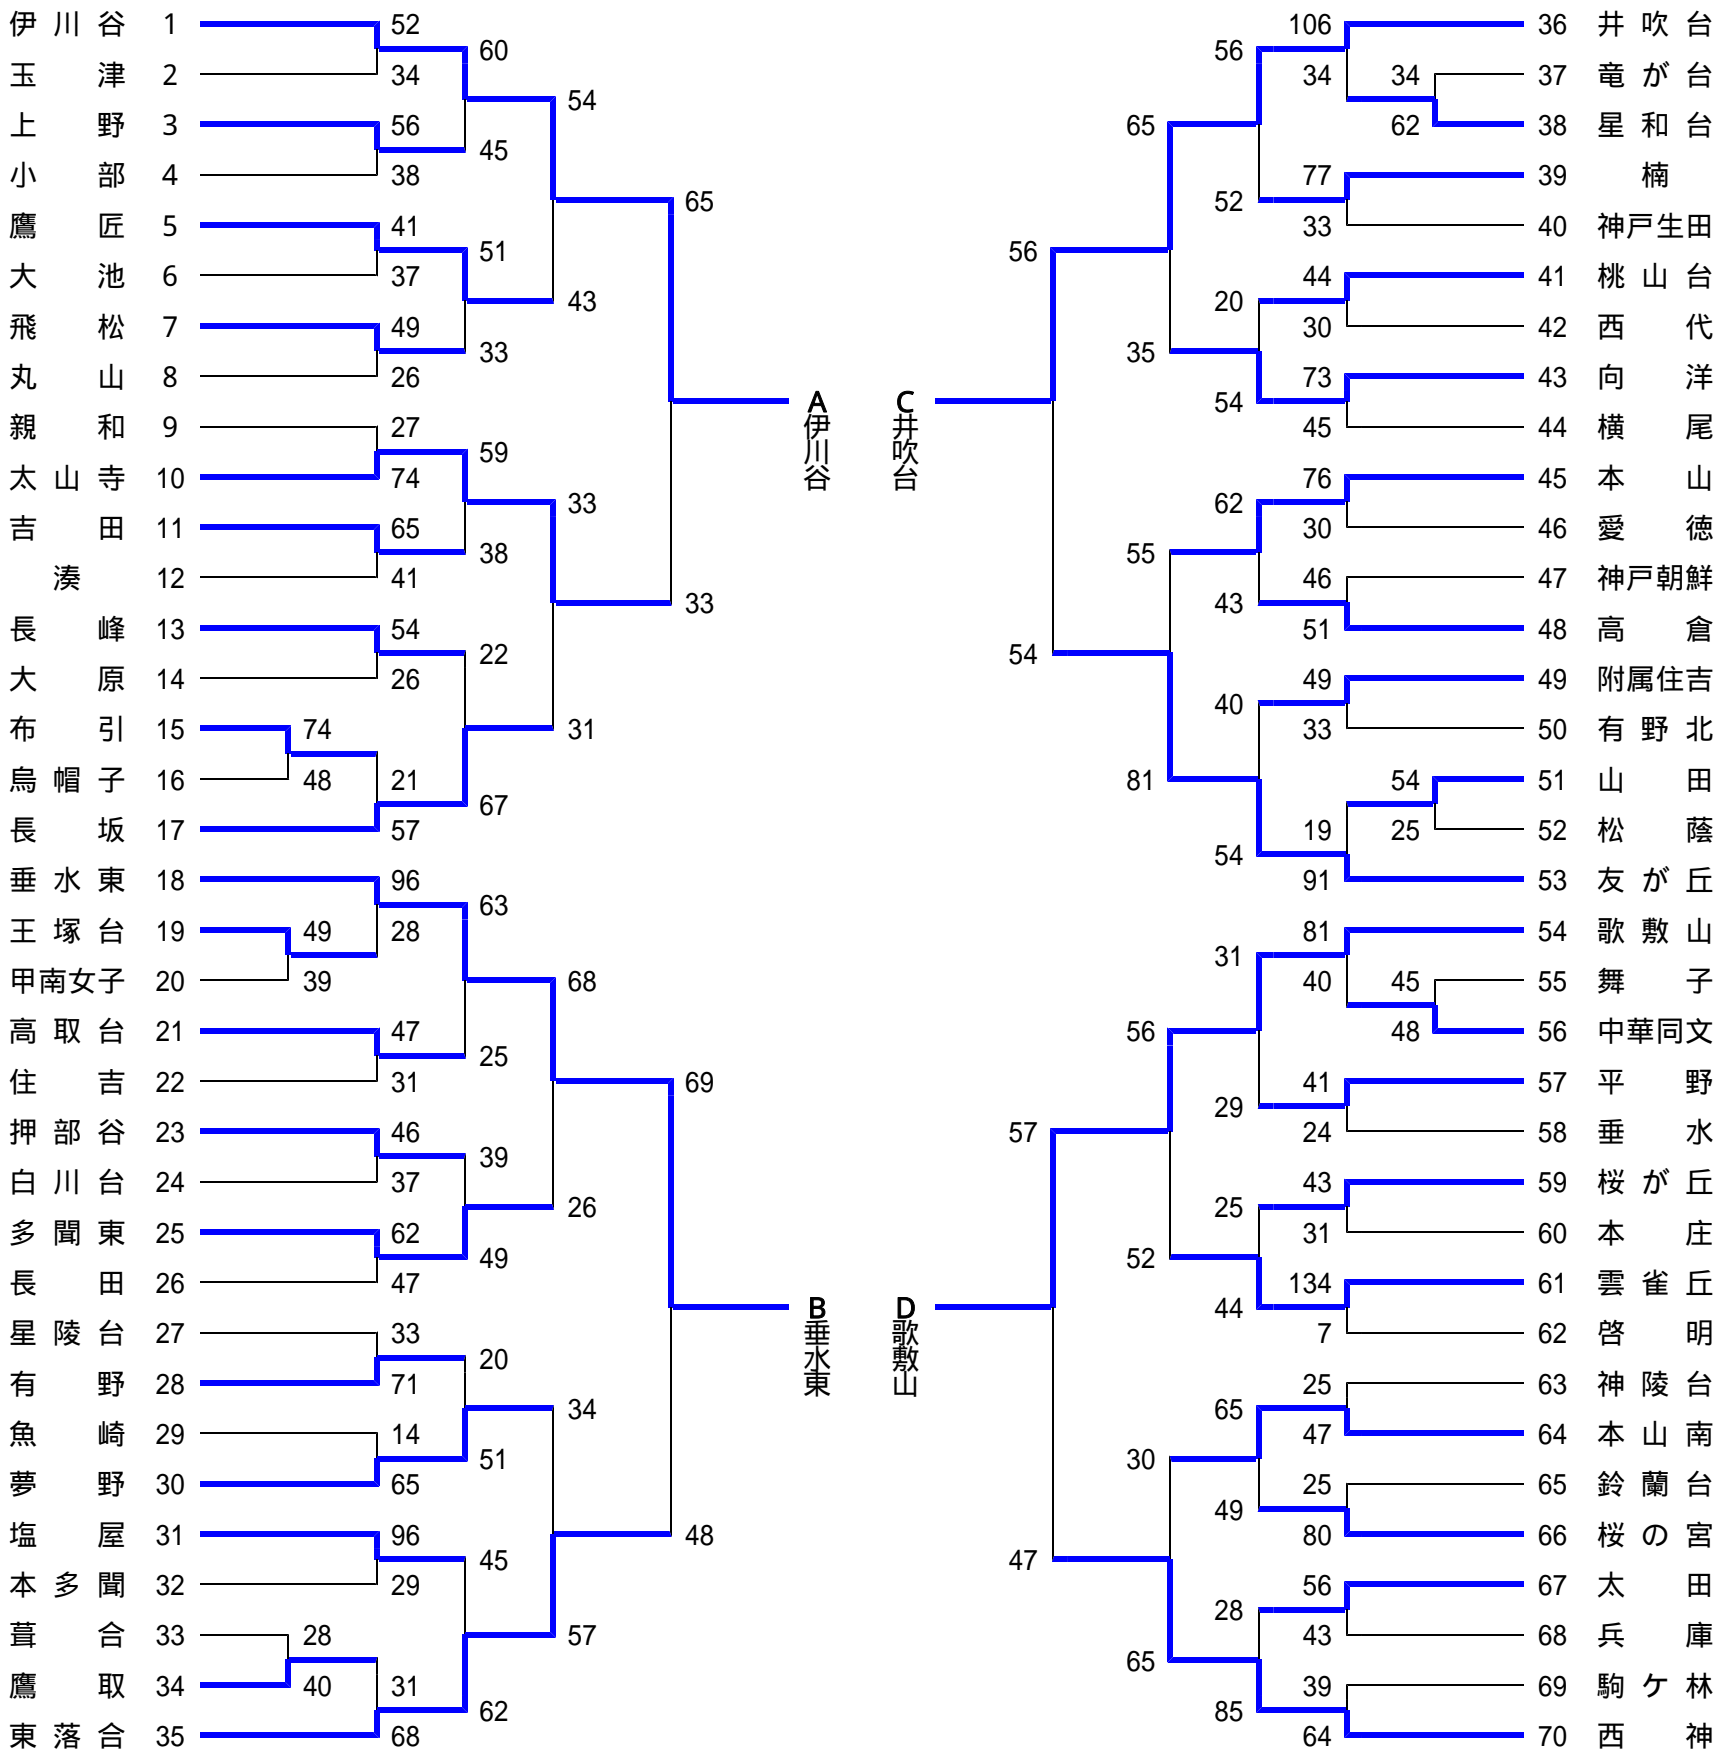 伊川谷 1 52
60
玉津 2 34
54
上野 3 56
45
小部 4 38
65
鷹匠 5 41
51
大池 6 37
43
飛松 7 49
33
丸山 8 26
A伊川谷
親和 9 27
59
太山寺 10 74
33
吉田 11 65
38
湊 12 41
33
長峰 13 54
22
大原 14 26
布引 15 74
31
烏帽子 16 48 21
67
長坂 17 57
垂水東 18 96
63
王塚台 19 49 28
甲南女子 20 39
68
高取台 21 47
25
住吉 22 31
69
押部谷 23 46
39
白川台 24 37
26
多聞東 25 62
49
長田 26 47
B垂水東
星陵台 27 33
20
有野 28 71
34
魚崎 29 14
51
夢野 30 65
塩屋 31 96
48
45
本多聞 32 29
葺合 33 28
57
鷹取 34 40 31
62
東落合 35 68
106 36 井吹台
56
34 34 37 竜が台
65
62 38 星和台
77 39 楠
52
33 40 神戸生田
56
44 41 桃山台
20
30 42 西代
35
73 43 向洋
54
45 44 横尾
C井吹台
76 45 本山
62
30 46 愛徳
55
46 47 神戸朝鮮
43
51 48 高倉
54
49 49 附属住吉
40
33 50 有野北
81
54 51 山田
19 25 52 松蔭
54
91 53 友が丘
81 54 歌敷山
31
40 45 55 舞子
56
48 56 中華同文
41 57 平野
29
57
24 58 垂水
43 59 桜が丘
25
31 60 本庄
52
134 61 雲雀丘
44
7 62 啓明
D歌敷山
25 63 神陵台
65
47 64 本山南
30
25 65 鈴蘭台
49
80 66 桜の宮
47
56 67 太田
28
43 68 兵庫
65
39 69 駒ケ林
85
64 70 西神